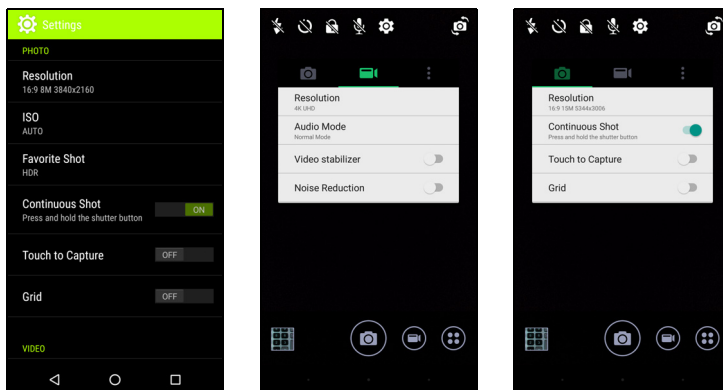 Settings
PHOTO
Resolution
16:9 8M 3840x2160
ISO
AUTO
Favorite Shot
HDR
Continuous Shot
Press and hold the shutter button
ON
Touch to Capture
OFF
Grid
OFF
VIDEO
Resolution
4K UHD
Audio Mode
Normal Mode
Video stabilizer
Noise Reduction
Resolution
16:9 15M 5344x3006
Continuous Shot
Press and hold the shutter button
Touch to Capture
Grid